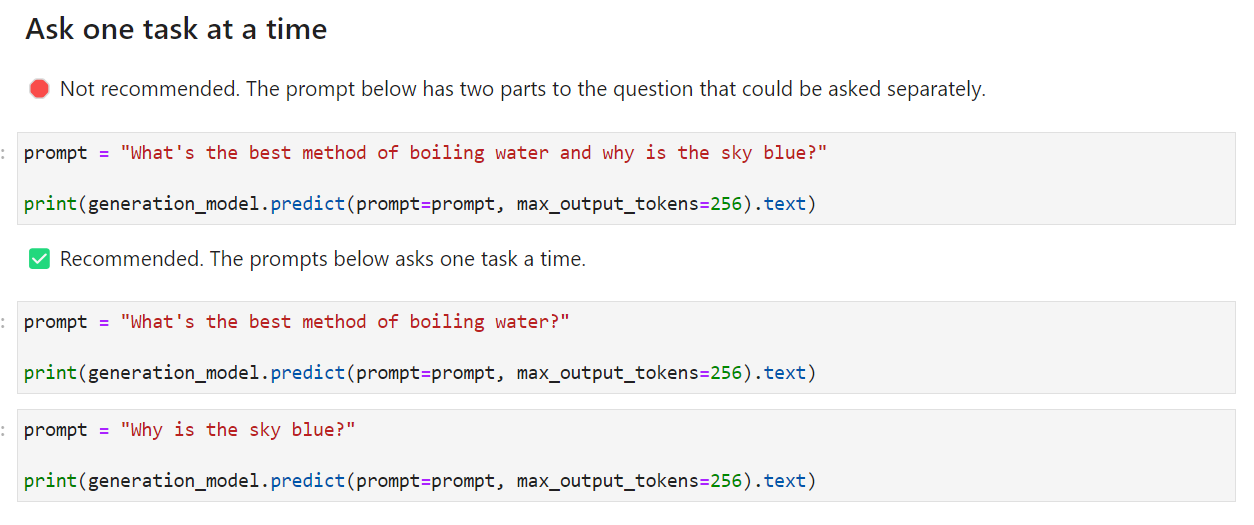 Ask one task at a time
🛑 Not recommended. The prompt below has two parts to the question that could be asked separately.
: prompt = "What's the best method of boiling water and why is the sky blue?"
print(generation_model.predict(prompt=prompt, max_output_tokens=256).text)
✅ Recommended. The prompts below asks one task a time.
: prompt = "What's the best method of boiling water?"
print(generation_model.predict(prompt=prompt, max_output_tokens=256).text)
: prompt = "Why is the sky blue?"
print(generation_model.predict(prompt=prompt, max_output_tokens=256).text)